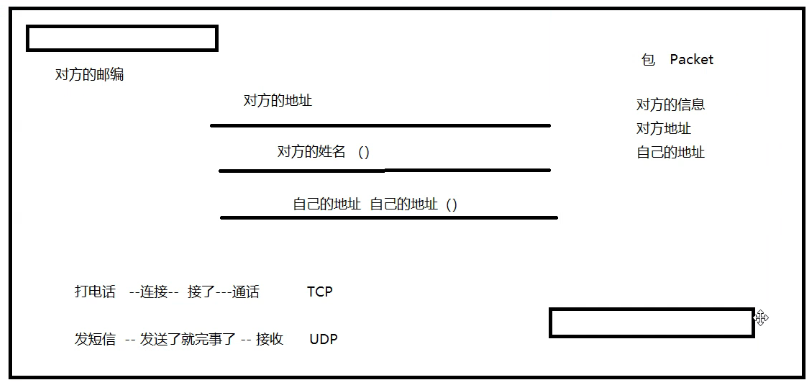 包 Packet
对方的邮编
对方的地址
对方的信息
对方地址
对方的姓名 ()
自己的地址
自己的地址 自己的地址 ()
打电话 --连接-- 接了---通话 TCP
发短信 -- 发送了就完事了 -- 接收 UDP